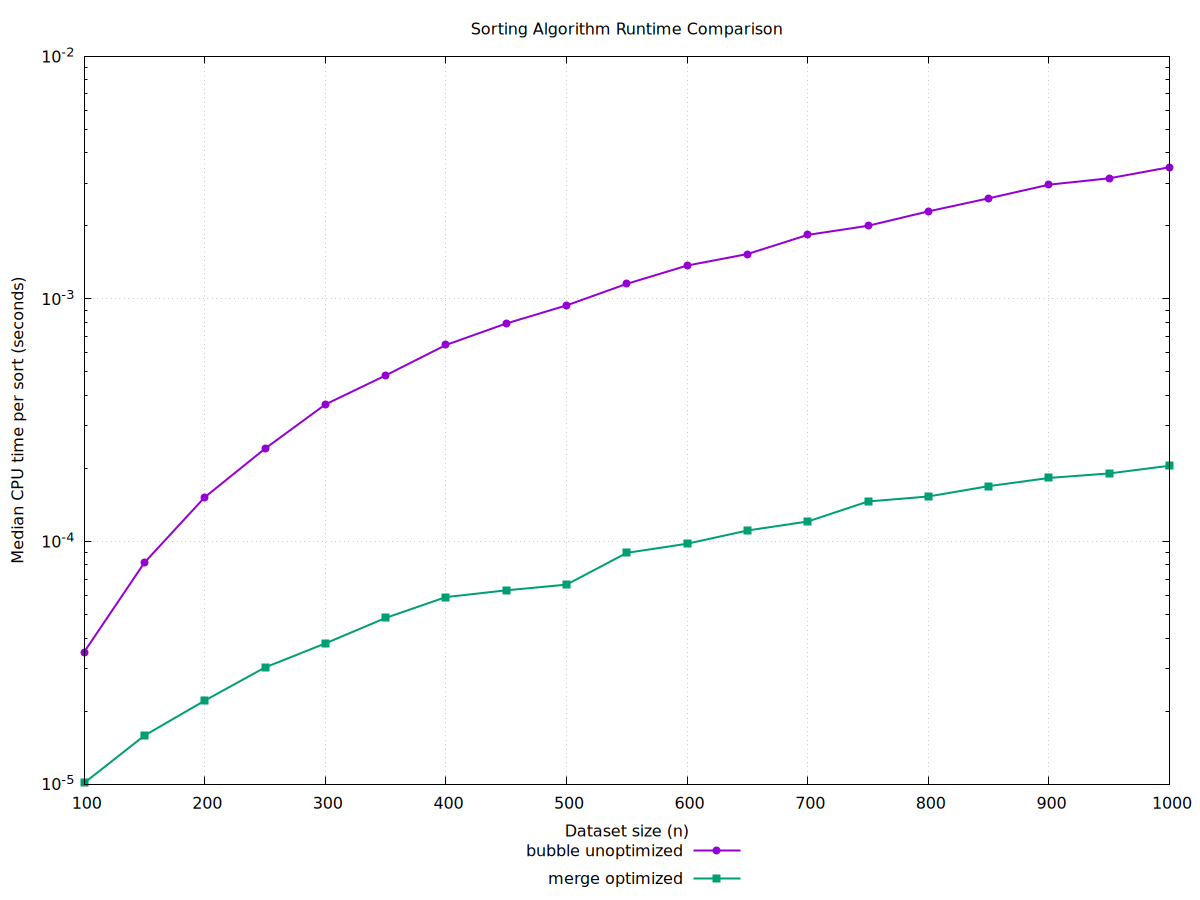 Sorting Algorithm Runtime Comparison
10^-2
10^-3
10^-4
10^-5
Median CPU time per sort (seconds)
100 200 300 400 500 600 700 800 900 1000
Dataset size (n)
bubble unoptimized
merge optimized